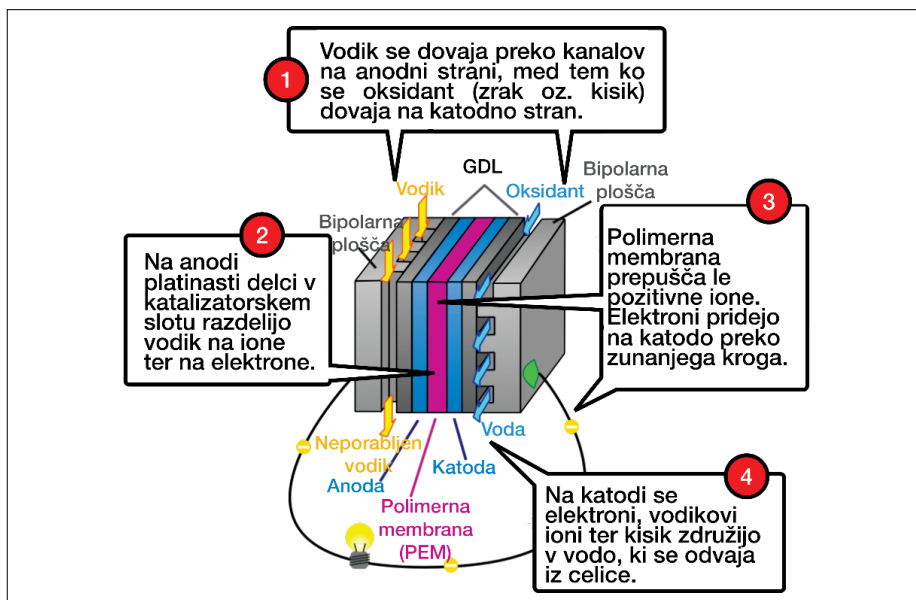 1
Vodik se dovaja preko kanalov
na anodni strani, med tem ko
se oksidant (zrak oz. kisik)
dovaja na katodno stran.
GDL
Vodik
Oksidant
Bipolarna
plošča
Bipolarna
plošča
2
Na anodi
platinasti delci v
katalizatorskem
slotu razdelijo
vodik na ione
ter na elektrone.
3
Polimerna
membrana
prepušča le
pozitivne ione.
Elektroni pridejo
na katodo preko
zunanjega kroga.
Neporabljen
vodik
Anoda
Polimerna
membrana
(PEM)
Katoda
Voda
4
Na katodi se
elektroni, vodikovi
ioni ter kisik združijo
v vodo, ki se odvaja
iz celice.